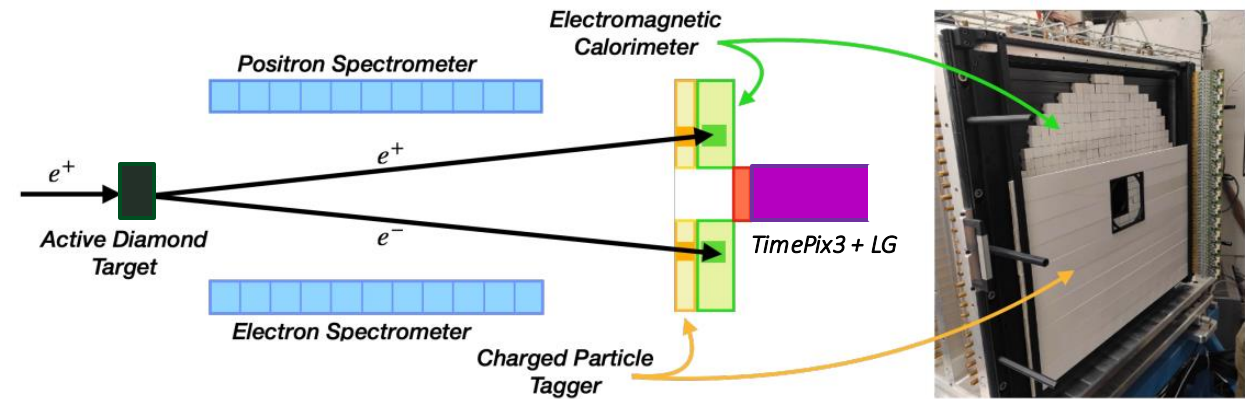 Electromagnetic
Calorimeter
Positron Spectrometer
e⁺
e⁺
e⁻
Active Diamond
Target
TimePix3 + LG
Electron Spectrometer
Charged Particle
Tagger